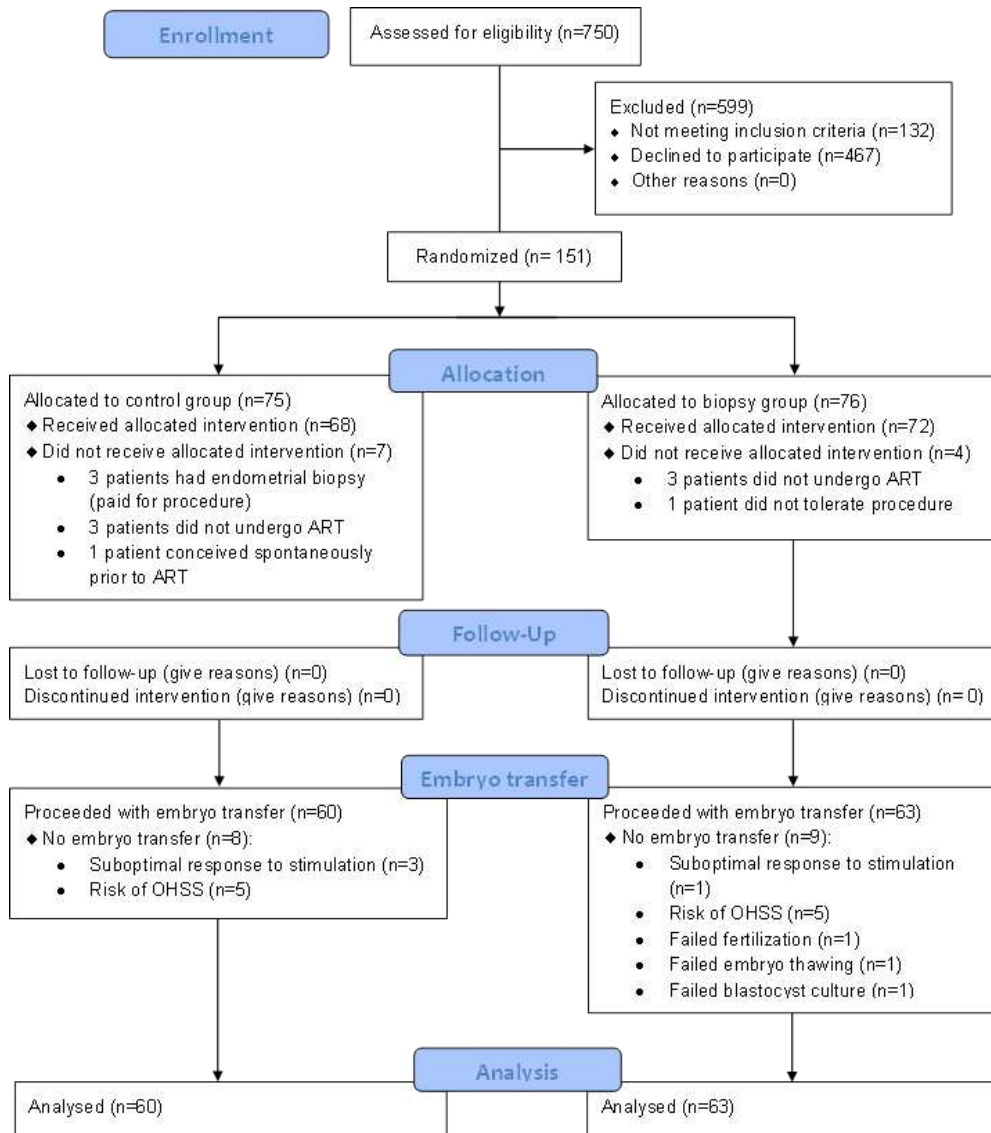 Enrollment
Assessed for eligibility (n=750)
Excluded (n=599)
◆ Not meeting inclusion criteria (n=132)
◆ Declined to participate (n=467)
◆ Other reasons (n=0)
Randomized (n= 151)
Allocation
Allocated to control group (n=75)
◆ Received allocated intervention (n=68)
◆ Did not receive allocated intervention (n=7)
• 3 patients had endometrial biopsy
(paid for procedure)
• 3 patients did not undergo ART
• 1 patient conceived spontaneously
prior to ART
Allocated to biopsy group (n=76)
◆ Received allocated intervention (n=72)
◆ Did not receive allocated intervention (n=4)
• 3 patients did not undergo ART
• 1 patient did not tolerate procedure
Follow-Up
Lost to follow-up (give reasons) (n=0)
Discontinued intervention (give reasons) (n=0)
Lost to follow-up (give reasons) (n=0)
Discontinued intervention (give reasons) (n= 0)
Embryo transfer
Proceeded with embryo transfer (n=60)
◆ No embryo transfer (n=8):
• Suboptimal response to stimulation (n=3)
• Risk of OHSS (n=5)
Proceeded with embryo transfer (n=63)
◆ No embryo transfer (n=9):
• Suboptimal response to stimulation
(n=1)
• Risk of OHSS (n=5)
• Failed fertilization (n=1)
• Failed embryo thawing (n=1)
• Failed blastocyst culture (n=1)
Analysis
Analysed (n=60)
Analysed (n=63)